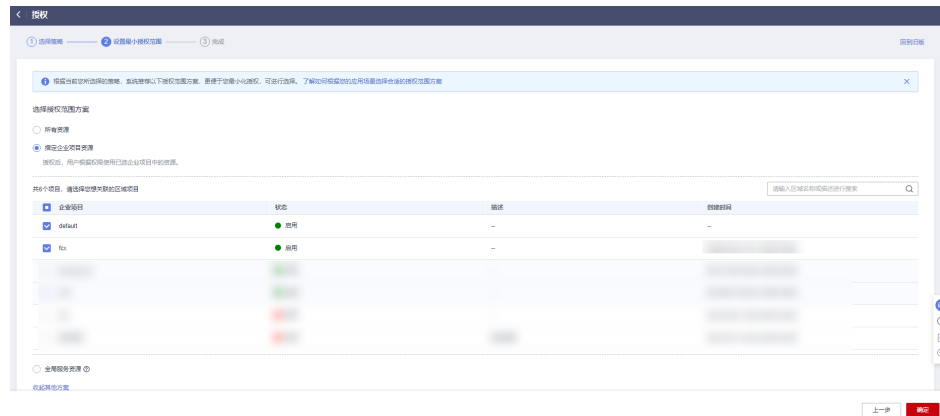 授权
1 选择策略 2 设置最小授权范围 3 完成 回到旧版
根据当前您所选择的策略，系统推荐以下授权范围方案，更便于您最小化授权，可进行选择。 了解如何根据您的应用场景选择合适的授权范围方案
选择授权范围方案
所有资源
指定企业项目资源
授权后，用户根据权限使用已选企业项目中的资源。
共6个项目，请选择您想关联的区域项目 请输入区域名称或描述进行搜索
企业项目 状态 描述 创建时间
default 启用 -- --
fcs 启用 --
全局服务资源
收起其他方案
上一步 确定